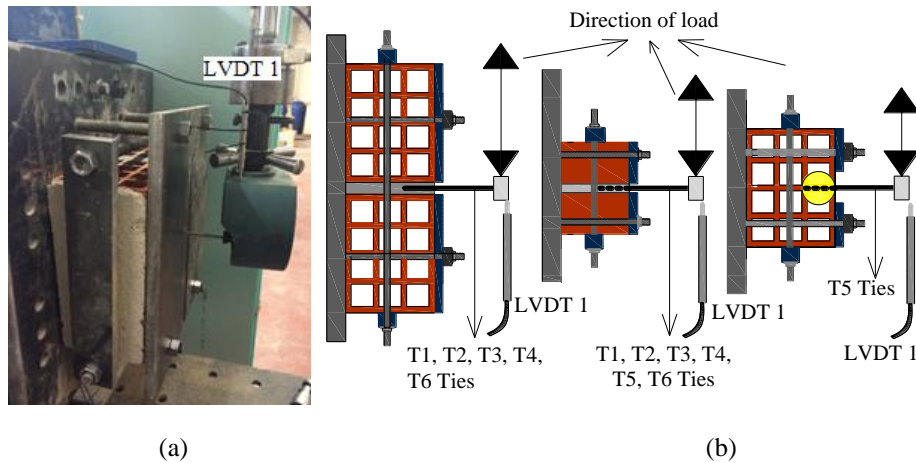 LVDT 1
Direction of load
LVDT 1
T1, T2, T3, T4,
T6 Ties
LVDT 1
T1, T2, T3, T4,
T5, T6 Ties
T5 Ties
LVDT 1
(a)
(b)